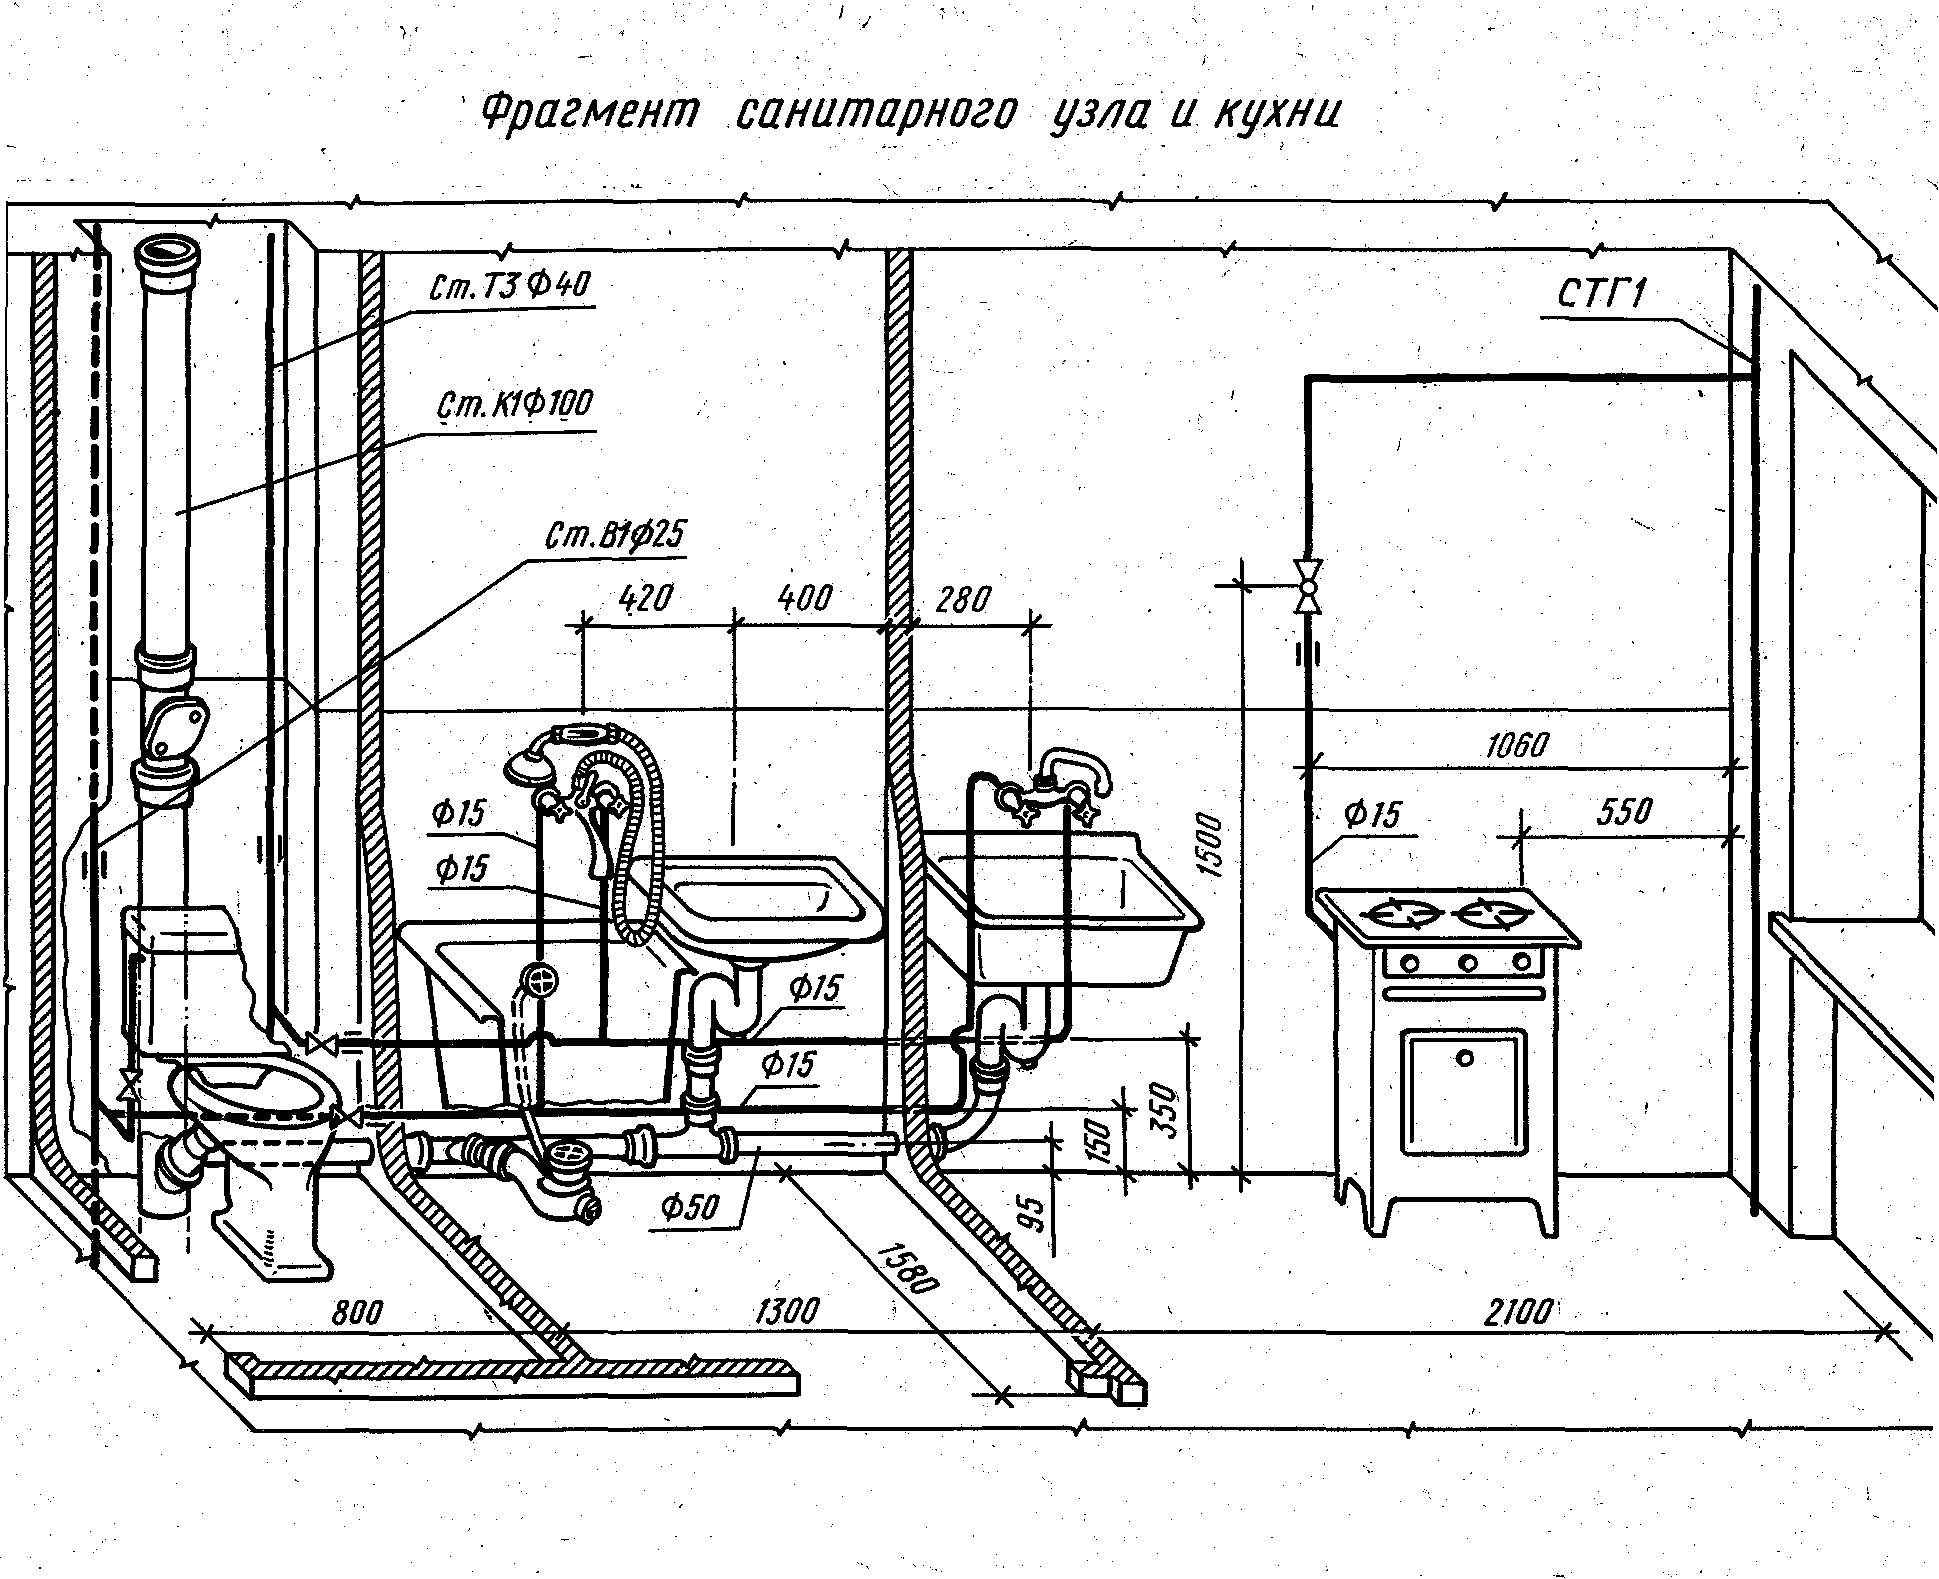 Фрагмент санитарного узла и кухни
Ст.Т3 Ф40
СТГ1
Ст.К1Ф100
Ст.В1Ф25
420
400
280
1060
Ф15
Ф15
550
1500
Ф15
Ф15
Ф15
350
150
Ф50
95
1580
800
1300
2100